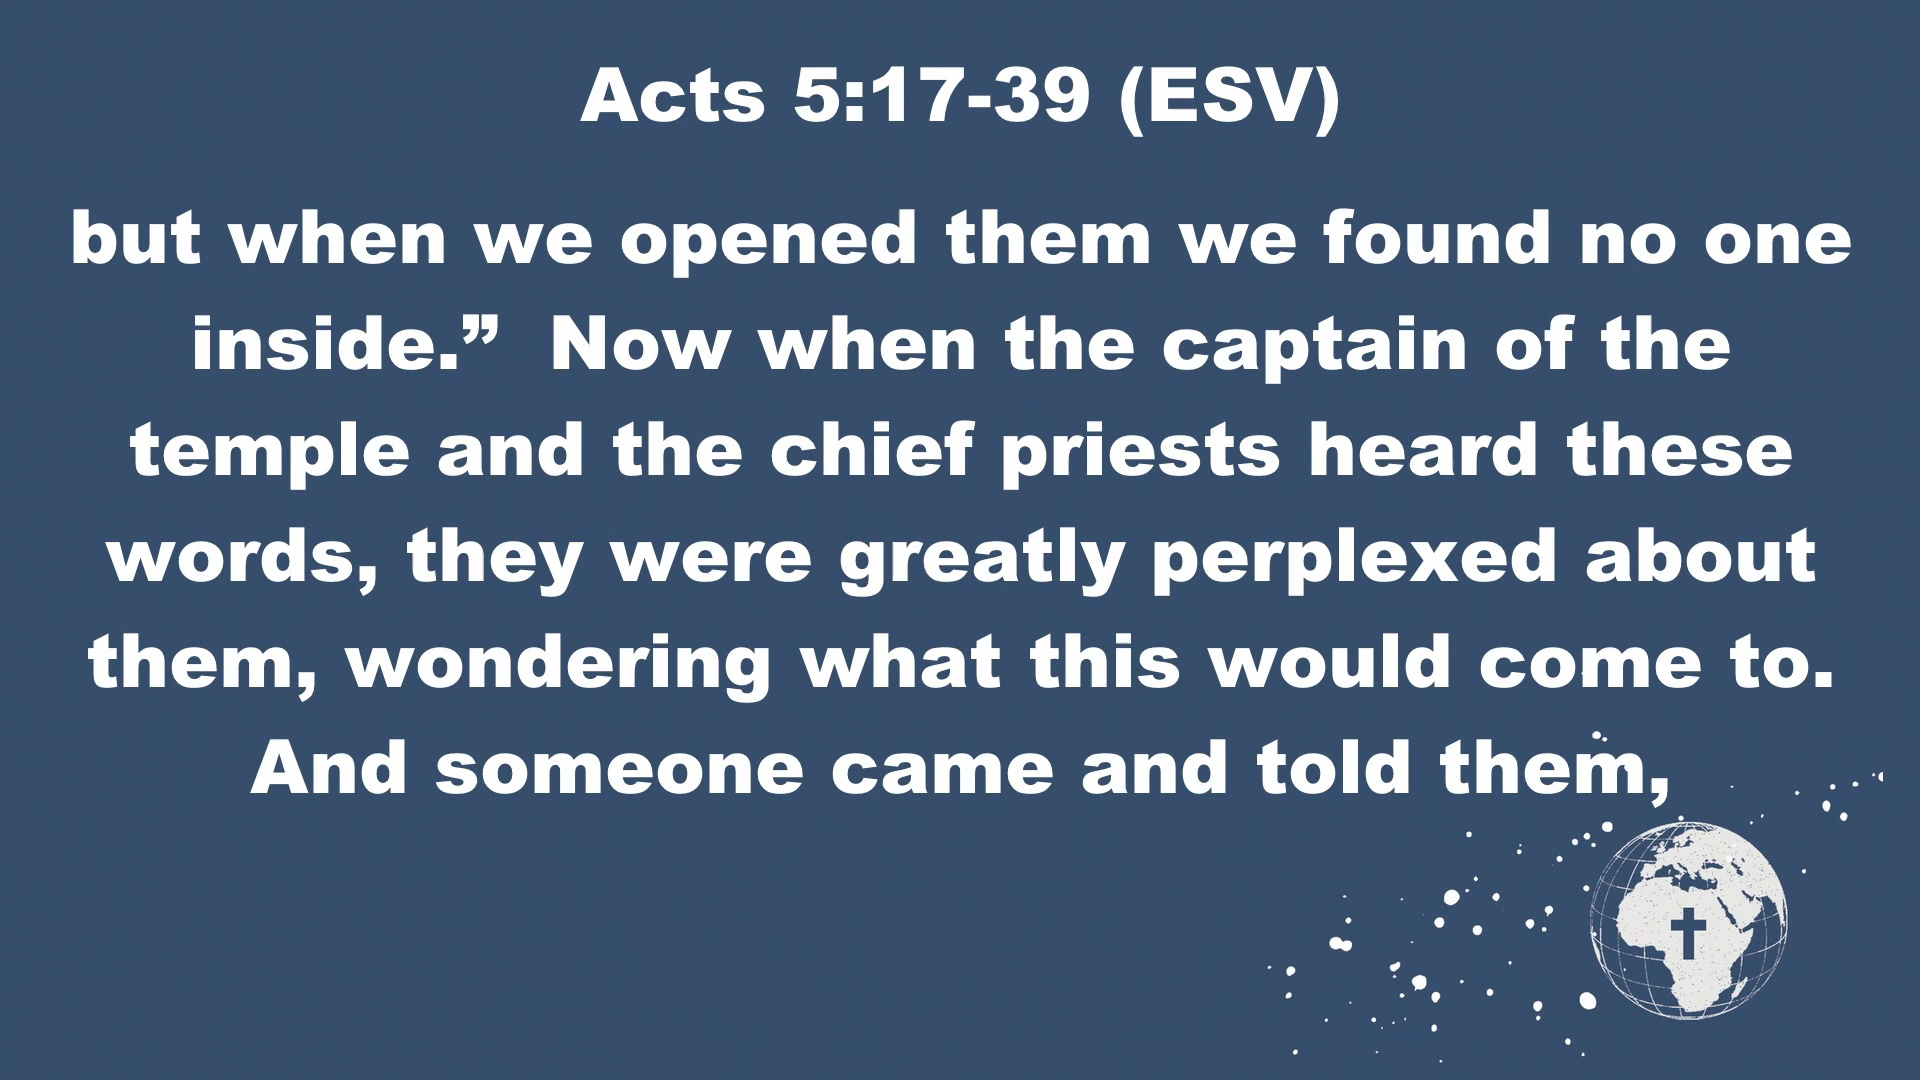 Acts 5:17-39 (ESV)
but when we opened them we found no one
inside.”  Now when the captain of the
temple and the chief priests heard these
words, they were greatly perplexed about
them, wondering what this would come to.
And someone came and told them,